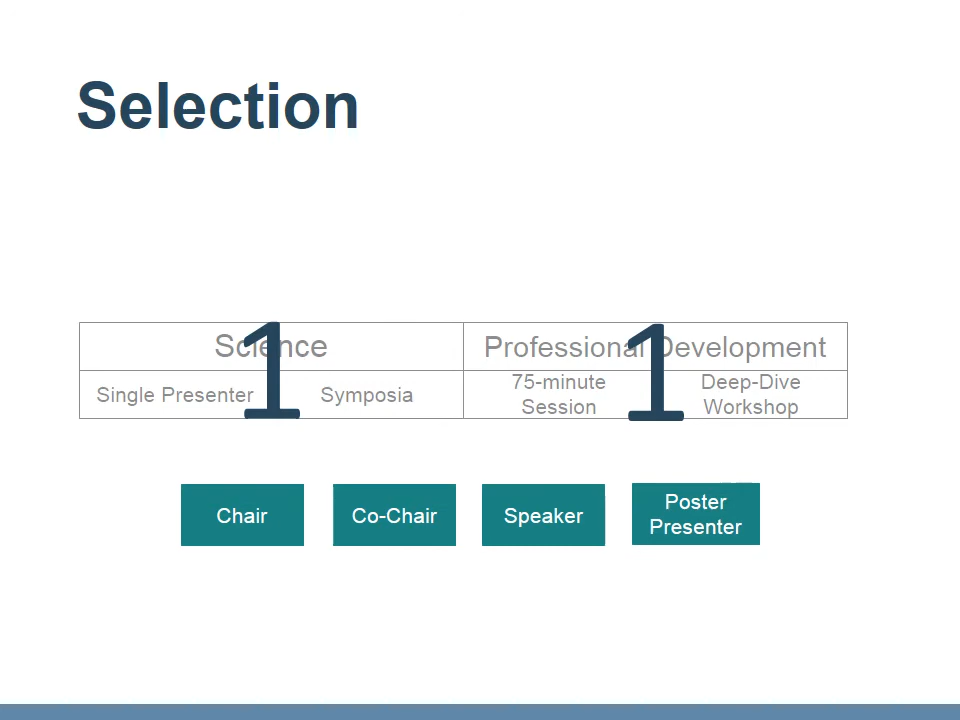 Selection
Science
Professional Development
1
1
Single Presenter
Symposia
75-minute
Session
Deep-Dive
Workshop
Chair
Co-Chair
Speaker
Poster
Presenter